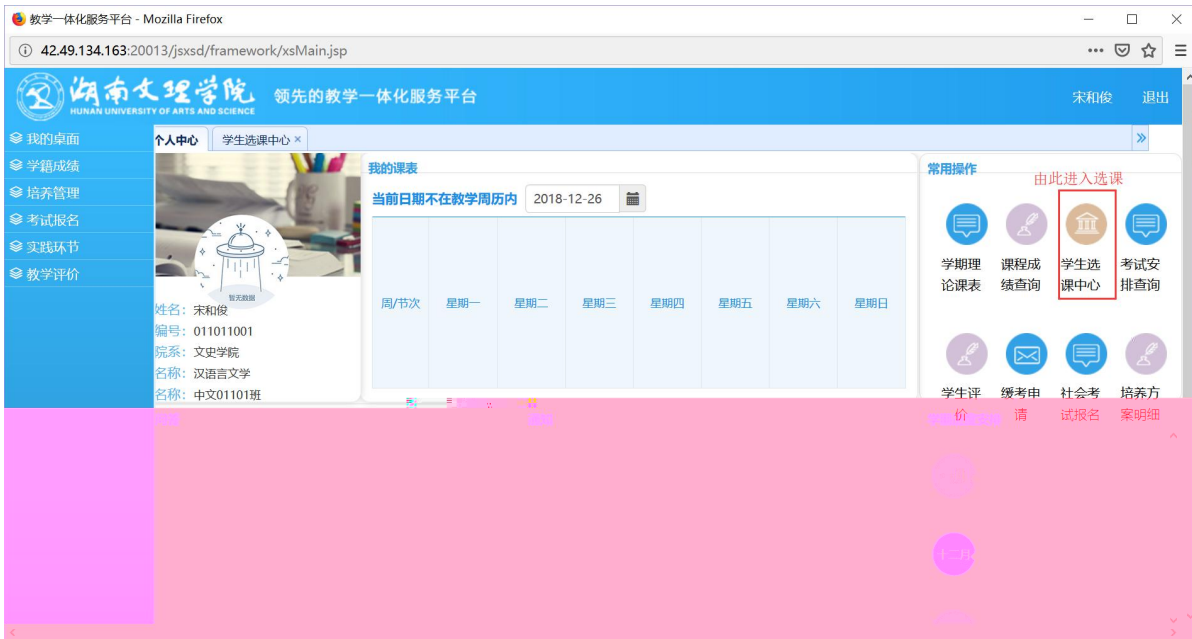 教学一体化服务平台 - Mozilla Firefox
42.49.134.163:20013/jsxsd/framework/xsMain.jsp
湖南文理学院
HUNAN UNIVERSITY OF ARTS AND SCIENCE
领先的教学一体化服务平台
宋和俊 退出
我的桌面
学籍成绩
培养管理
考试报名
实践环节
教学评价
个人中心 学生选课中心 ×
暂无数据
姓名：宋和俊
编号：011011001
院系：文史学院
名称：汉语言文学
名称：中文01101班
我的课表
当前日期不在教学周历内 2018-12-26
周/节次 星期一 星期二 星期三 星期四 星期五 星期六 星期日
常用操作
由此进入选课
学期理论课表
课程成绩查询
学生选课中心
考试安排查询
学生评价
缓考申请
社会考试报名
培养方案明细
十二月